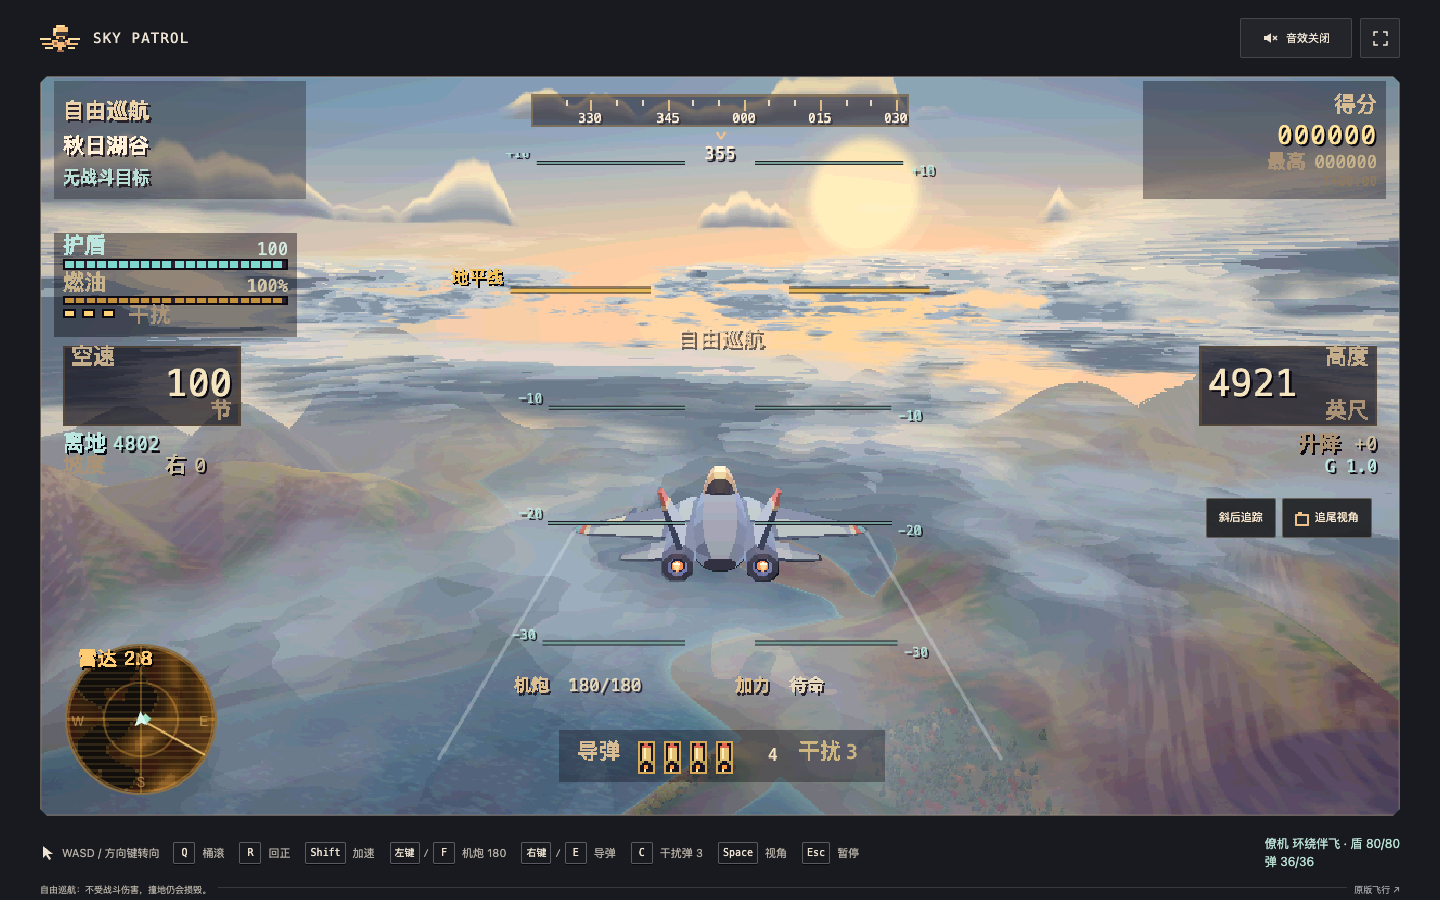 SKY PATROL
音效关闭
自由巡航
秋日湖谷
无战斗目标
330 345 000 015 030
355
得分
000000
最高 000000
+10 +10
护盾 100
燃油 100%
干扰
地平线
自由巡航
空速
100
节
离地 4802
右 0
高度
4921
英尺
升降 +0
G 1.0
-10 -10
-20 -20
-30 -30
斜后追踪 追尾视角
雷达 2.8
N
W E
S
机炮 180/180 加力 待命
导弹 4 干扰 3
WASD / 方向键转向 Q 桶滚 R 回正 Shift 加速 左键 / F 机炮 180 右键 / E 导弹 C 干扰弹 3 Space 视角 Esc 暂停
僚机 环绕伴飞 · 盾 80/80
弹 36/36
自由巡航：不受战斗伤害，撞地仍会损毁。
原版飞行 ↗